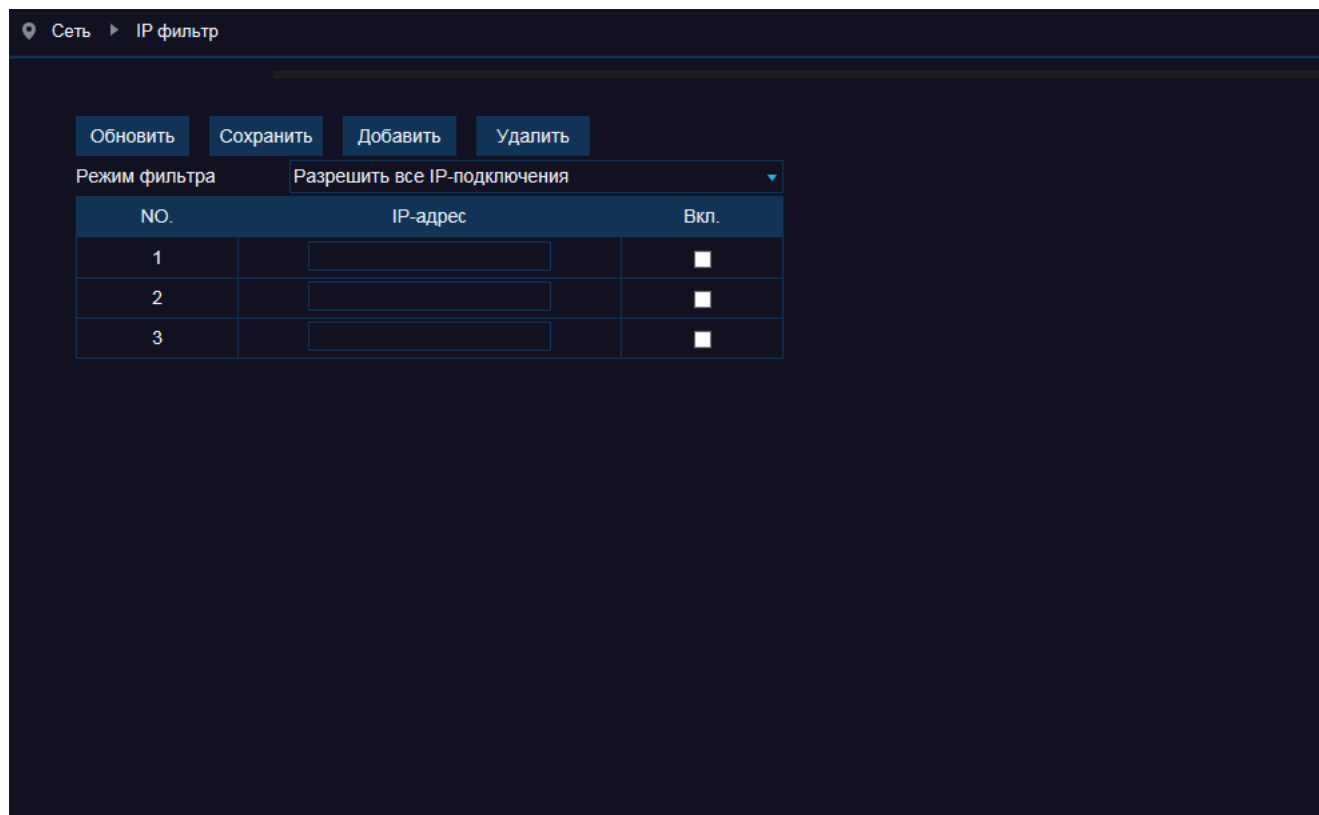 Сеть IP фильтр
Обновить Сохранить Добавить Удалить
Режим фильтра Разрешить все IP-подключения
NO. IP-адрес Вкл.
1
2
3